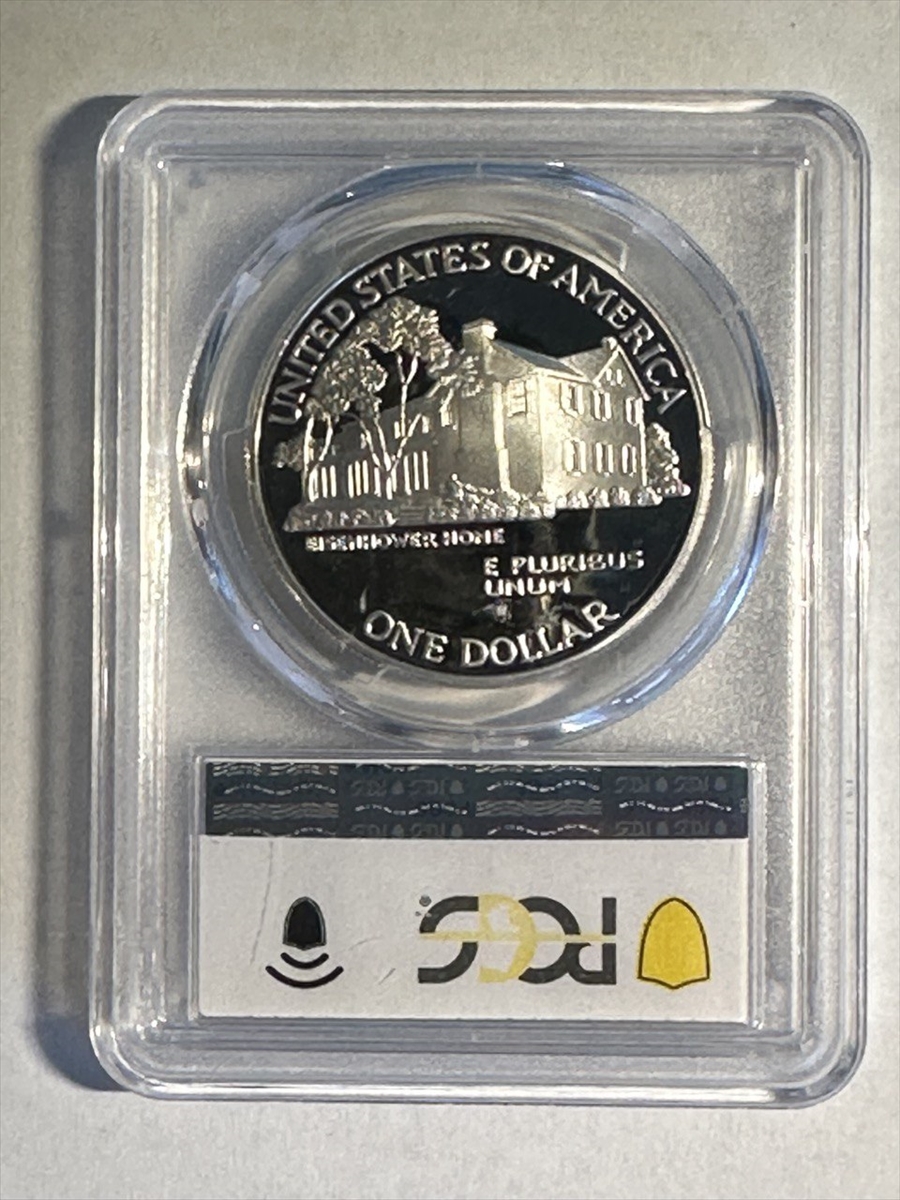 UNITED STATES OF AMERICA
EISENHOWER HOME
E PLURIBUS
UNUM
ONE DOLLAR
PCGS